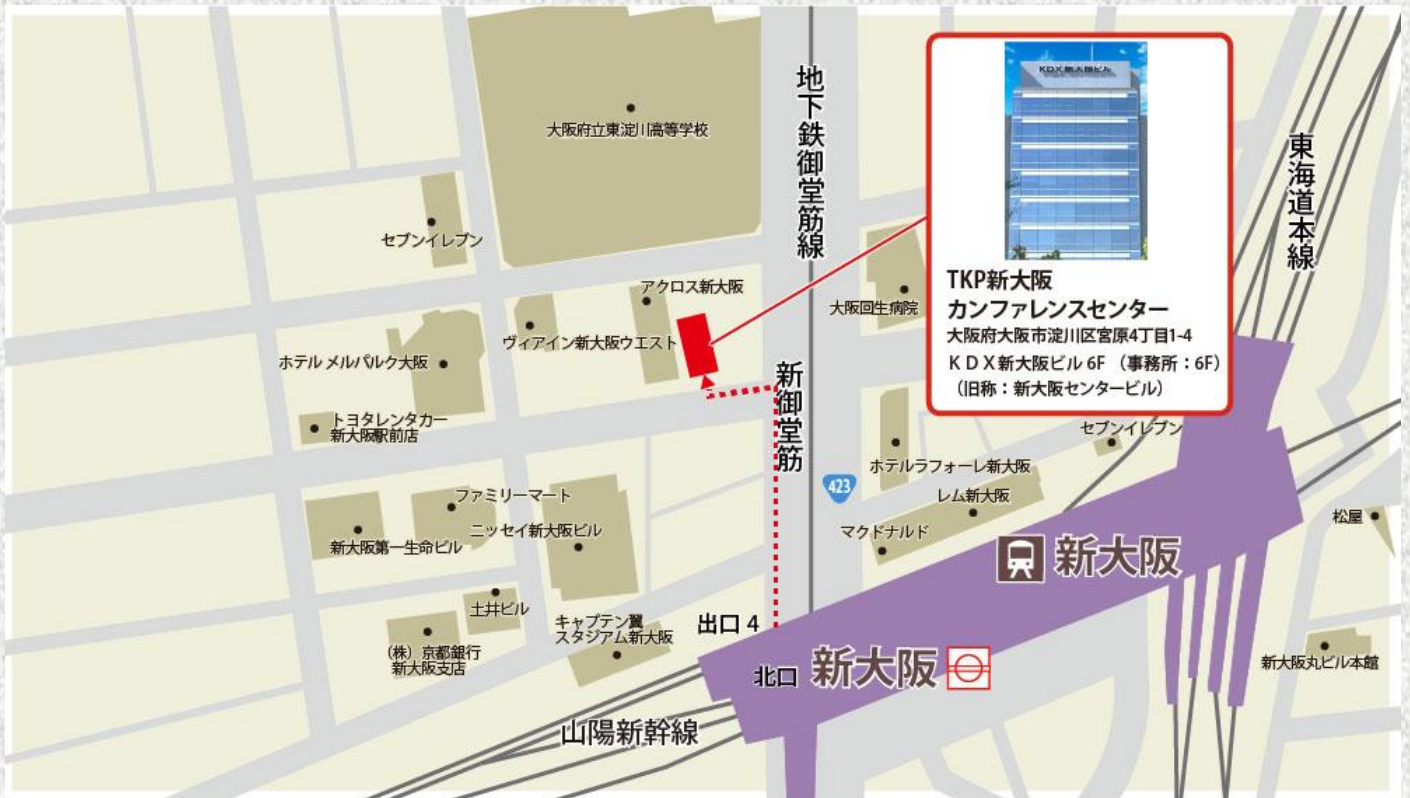 大阪府立東淀川高等学校
地下鉄御堂筋線
KDX新大阪ビル
東海道本線
セブンイレブン
アクロス新大阪
大阪回生病院
TKP新大阪
カンファレンスセンター
大阪府大阪市淀川区宮原4丁目1-4
ＫＤＸ新大阪ビル 6F （事務所：6F）
（旧称：新大阪センタービル）
ヴィアイン新大阪ウエスト
ホテル メルパルク大阪
新御堂筋
トヨタレンタカー
新大阪駅前店
セブンイレブン
ホテルラフォーレ新大阪
423
レム新大阪
ファミリーマート
マクドナルド
松屋
ニッセイ新大阪ビル
新大阪第一生命ビル
新大阪
土井ビル
キャプテン翼
スタジアム新大阪
出口 4
（株）京都銀行
新大阪支店
北口
新大阪
新大阪丸ビル本館
山陽新幹線